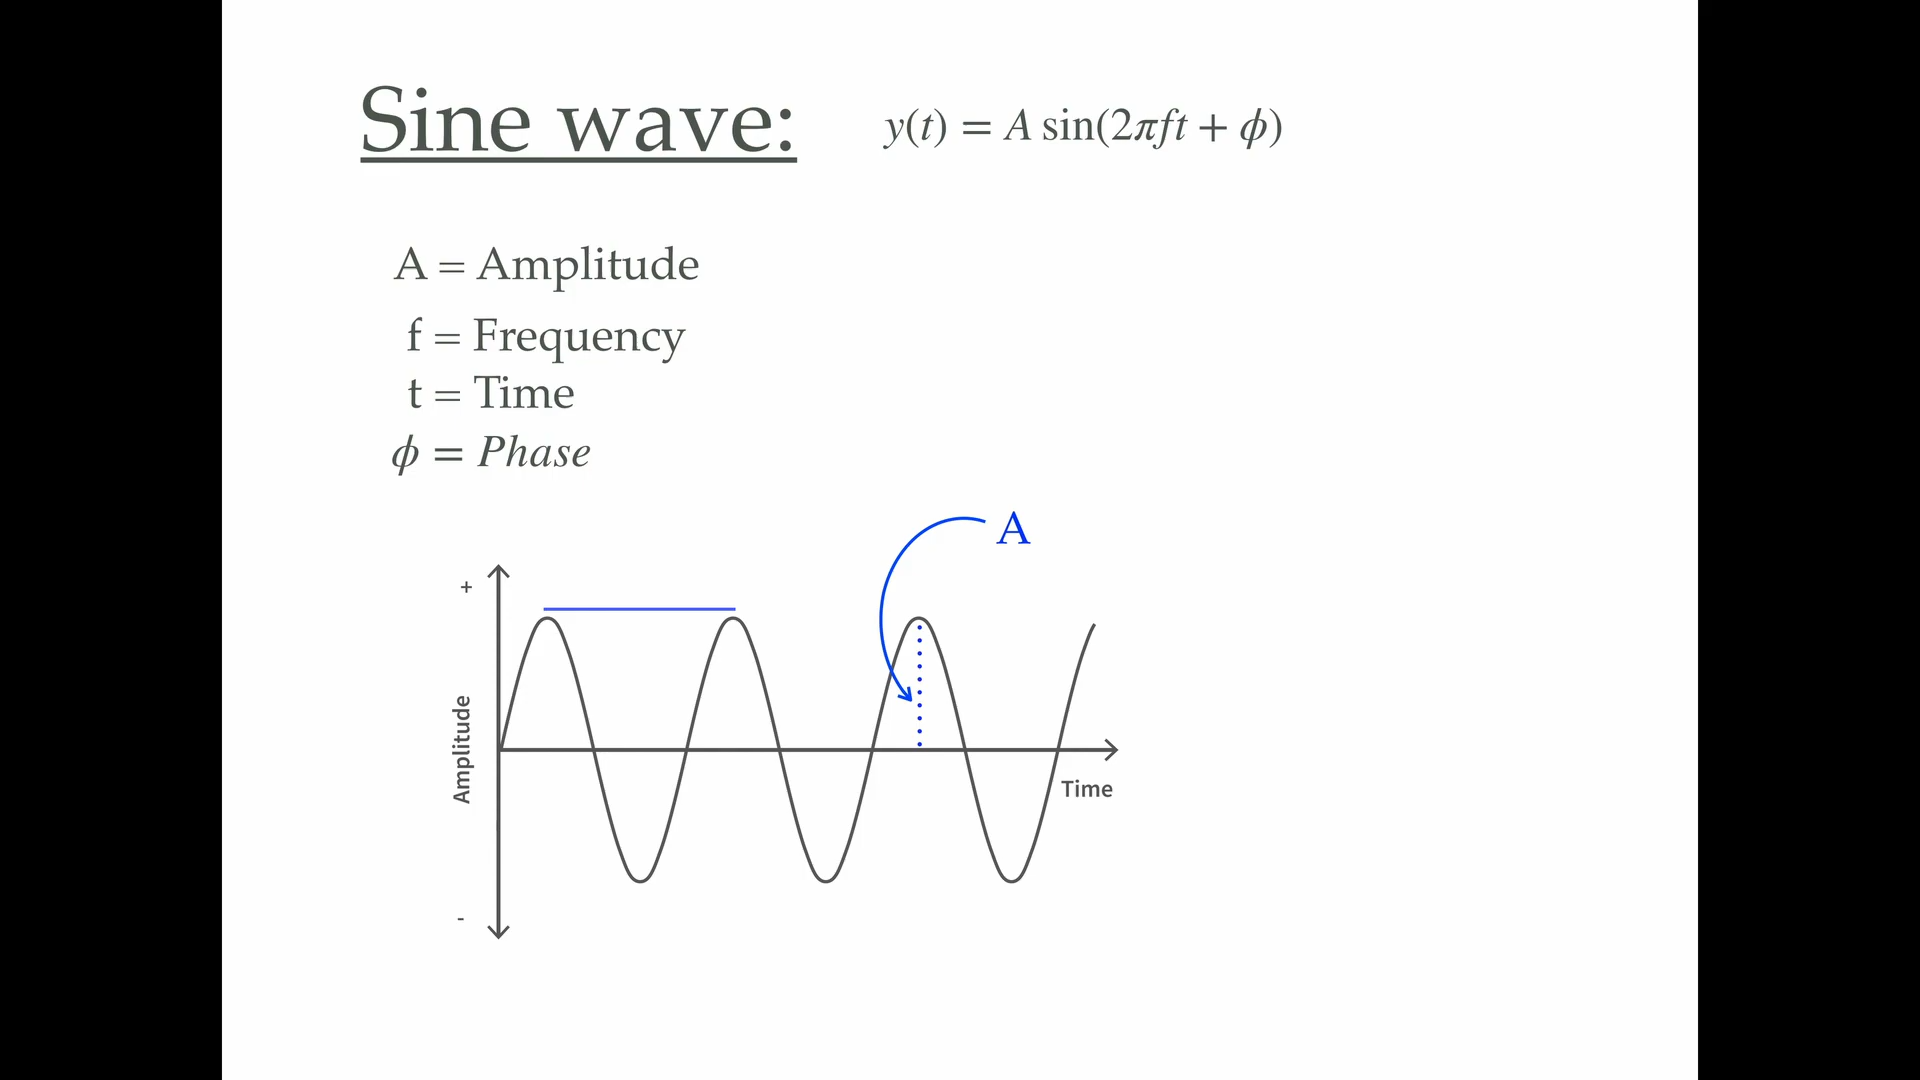 Sine wave:
y(t) = A sin(2πft + ϕ)
A = Amplitude
f = Frequency
t = Time
ϕ = Phase
A
+
Amplitude
Time
-